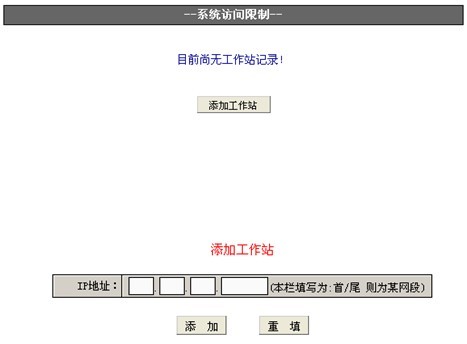 --系统访问限制--
目前尚无工作站记录!
添加工作站
添加工作站
IP地址: . . . (本栏填写为:首/尾 则为某网段)
添 加 重 填